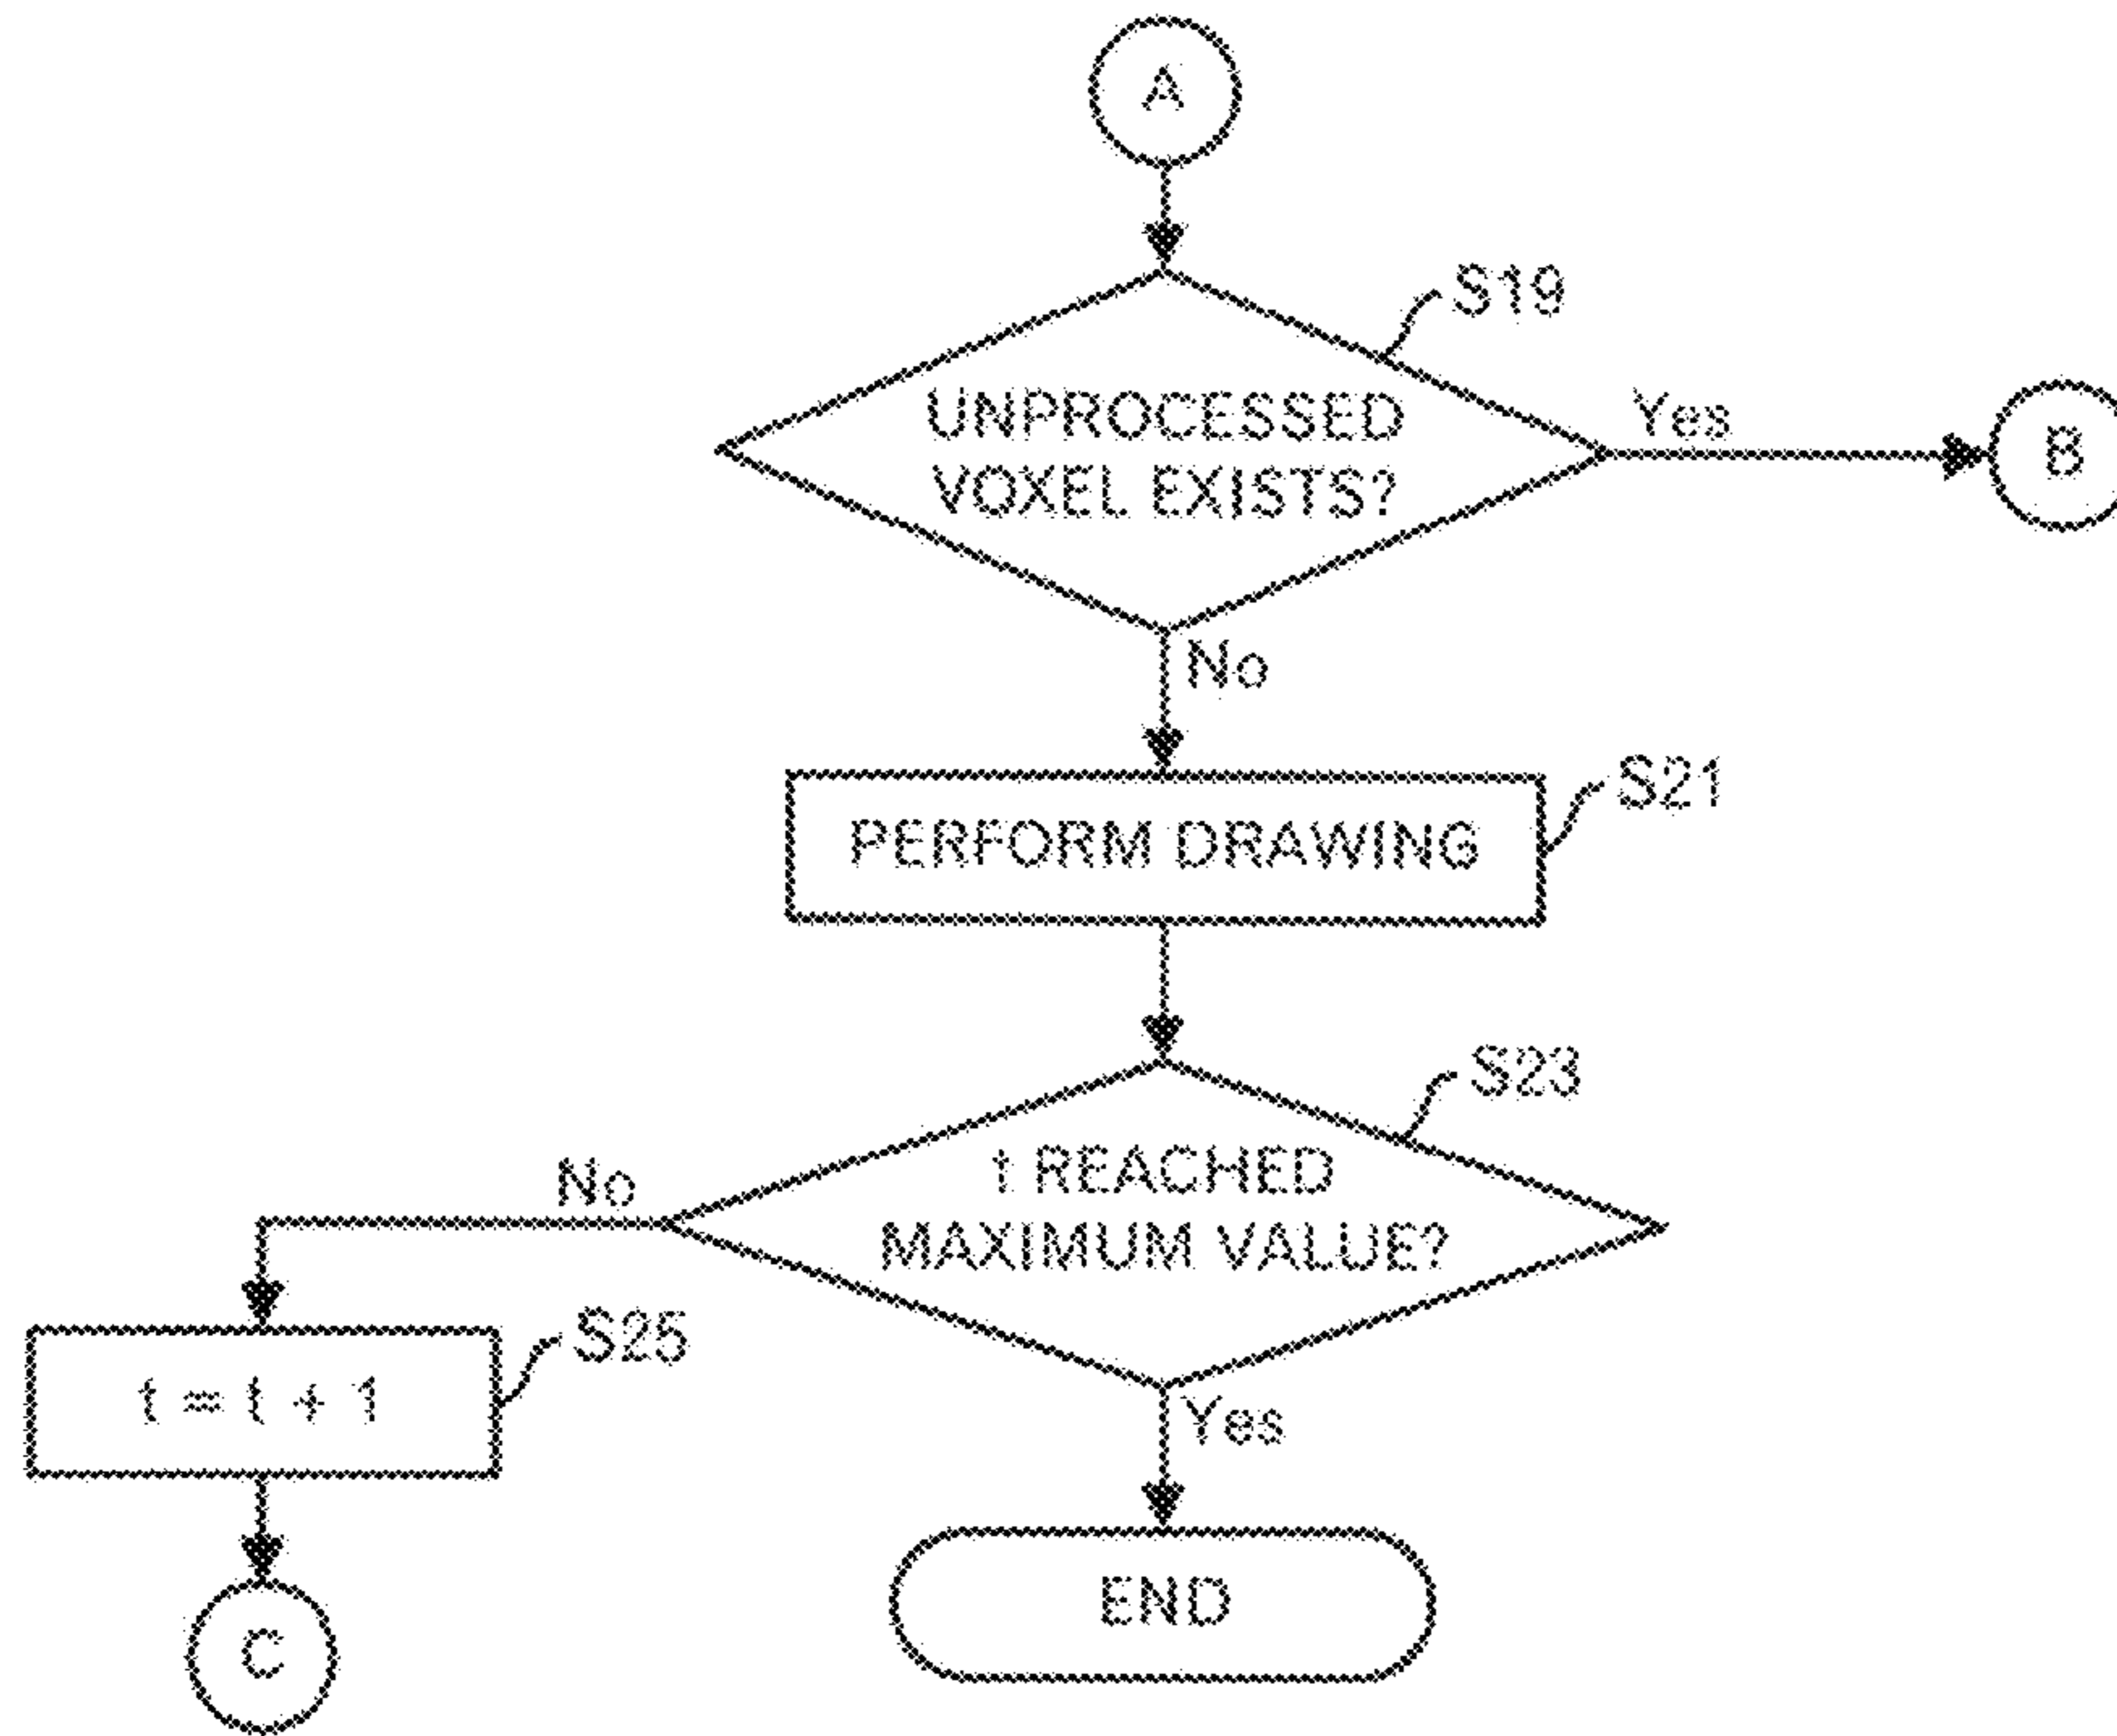 A
S19
UNPROCESSED
VOXEL EXISTS?
Yes
B
No
S21
PERFORM DRAWING
S23
t REACHED
MAXIMUM VALUE?
No
S25
t = t + 1
Yes
END
C